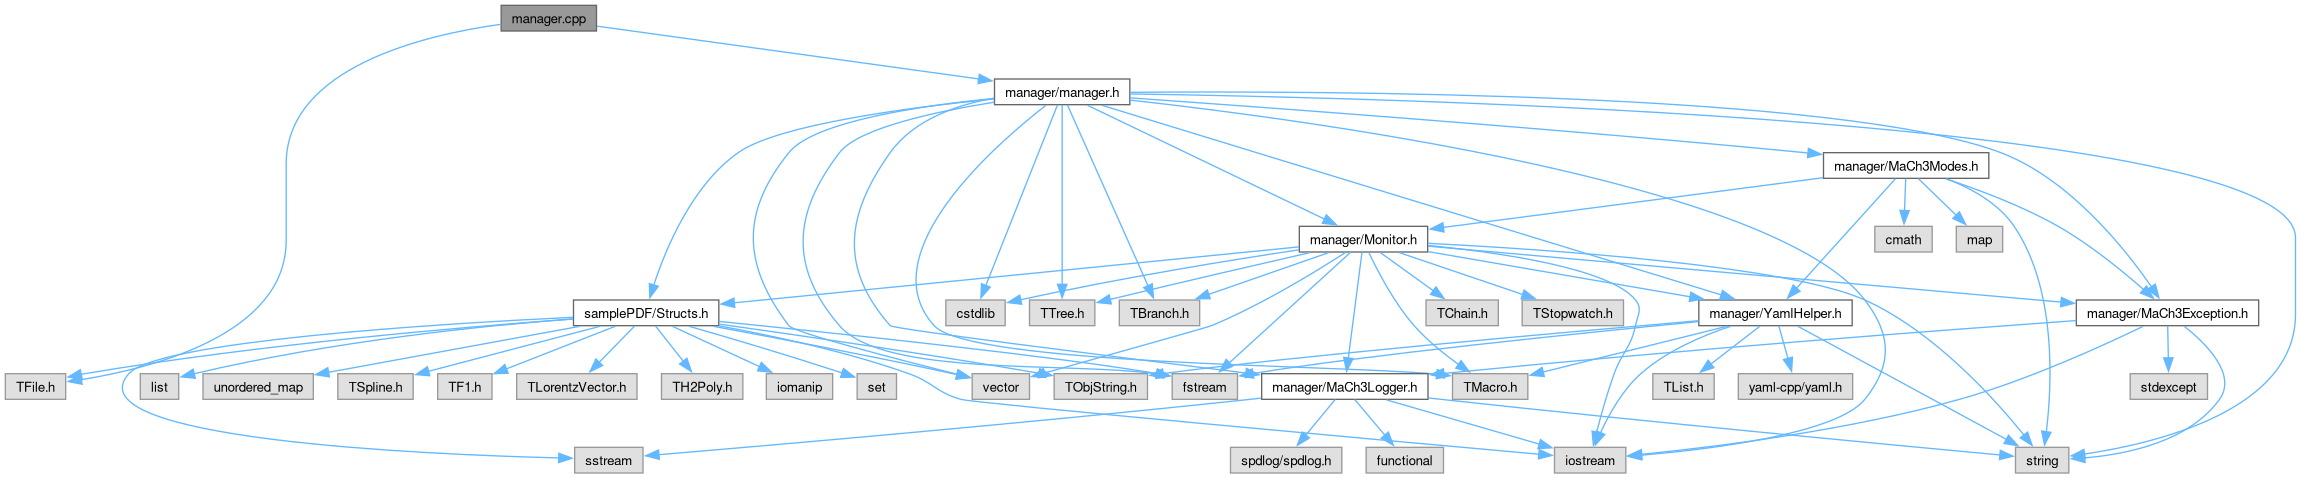 manager.cpp
manager/manager.h
manager/MaCh3Modes.h
manager/Monitor.h
cmath
map
samplePDF/Structs.h
cstdlib
TTree.h
TBranch.h
TChain.h
TStopwatch.h
manager/YamlHelper.h
manager/MaCh3Exception.h
TFile.h
list
unordered_map
TSpline.h
TF1.h
TLorentzVector.h
TH2Poly.h
iomanip
set
vector
TObjString.h
fstream
manager/MaCh3Logger.h
TMacro.h
TList.h
yaml-cpp/yaml.h
stdexcept
sstream
spdlog/spdlog.h
functional
iostream
string